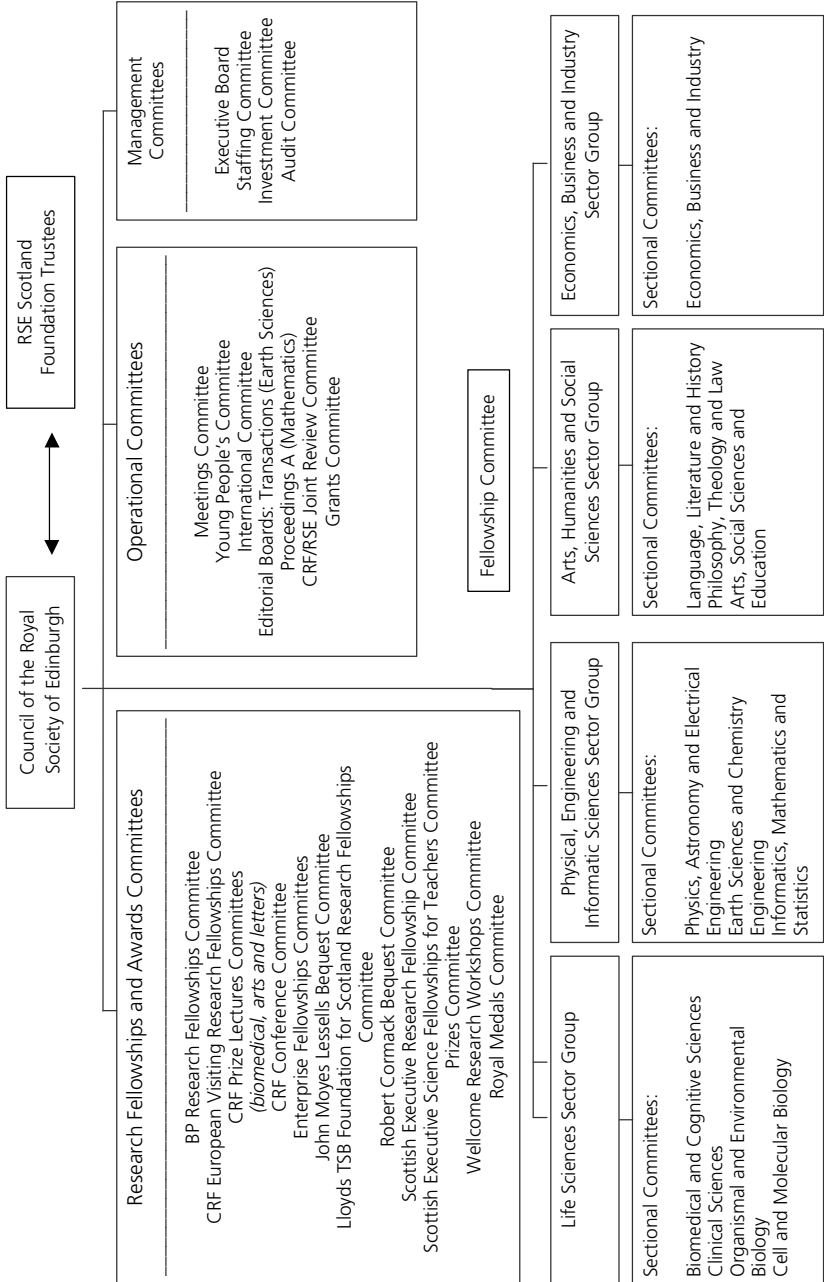 Council of the Royal
Society of Edinburgh
RSE Scotland
Foundation Trustees
Research Fellowships and Awards Committees
BP Research Fellowships Committee
CRF European Visiting Research Fellowships Committee
CRF Prize Lectures Committees
(biomedical, arts and letters)
CRF Conference Committee
Enterprise Fellowships Committees
John Moyes Lessells Bequest Committee
Lloyds TSB Foundation for Scotland Research Fellowships
Committee
Robert Cormack Bequest Committee
Scottish Executive Research Fellowship Committee
Scottish Executive Science Fellowships for Teachers Committee
Prizes Committee
Wellcome Research Workshops Committee
Royal Medals Committee
Operational Committees
Meetings Committee
Young People's Committee
International Committee
Editorial Boards: Transactions (Earth Sciences)
Proceedings A (Mathematics)
CRF/RSE Joint Review Committee
Grants Committee
Management
Committees
Executive Board
Staffing Committee
Investment Committee
Audit Committee
Fellowship Committee
Life Sciences Sector Group
Sectional Committees:
Biomedical and Cognitive Sciences
Clinical Sciences
Organismal and Environmental
Biology
Cell and Molecular Biology
Physical, Engineering and
Informatic Sciences Sector Group
Sectional Committees:
Physics, Astronomy and Electrical
Engineering
Earth Sciences and Chemistry
Engineering
Informatics, Mathematics and
Statistics
Arts, Humanities and Social
Sciences Sector Group
Sectional Committees:
Language, Literature and History
Philosophy, Theology and Law
Arts, Social Sciences and
Education
Economics, Business and Industry
Sector Group
Sectional Committees:
Economics, Business and Industry